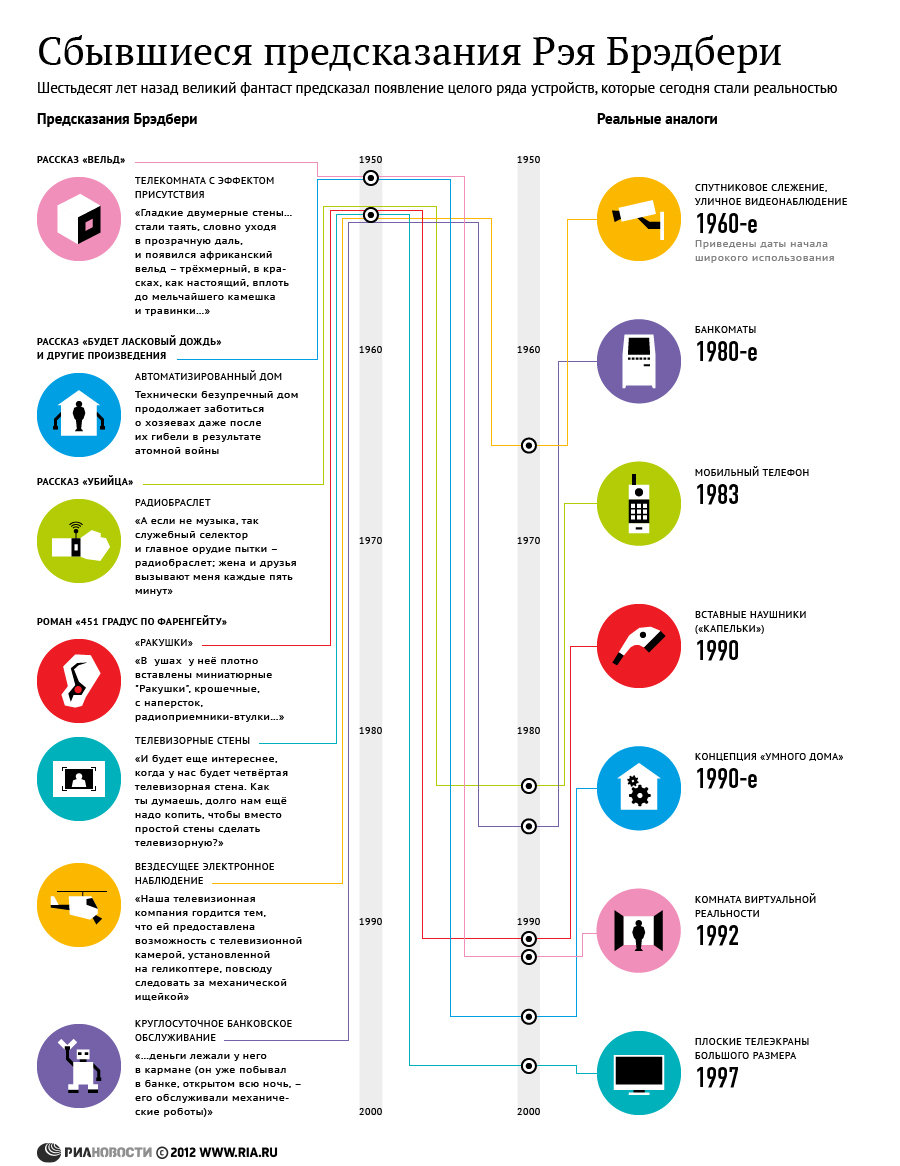 Сбывшиеся предсказания Рэя Брэдбери
Шестьдесят лет назад великий фантаст предсказал появление целого ряда устройств, которые сегодня стали реальностью
Предсказания Брэдбери
РАССКАЗ «ВЕЛЬД»
ТЕЛЕКОМНАТА С ЭФФЕКТОМ
ПРИСУТСТВИЯ
«Гладкие двумерные стены...
стали таять, словно уходя
в прозрачную даль,
и появился африканский
вельд – трёхмерный, в кра-
сках, как настоящий, вплоть
до мельчайшего камешка
и травинки...»
РАССКАЗ «БУДЕТ ЛАСКОВЫЙ ДОЖДЬ»
И ДРУГИЕ ПРОИЗВЕДЕНИЯ
АВТОМАТИЗИРОВАННЫЙ ДОМ
Технически безупречный дом
продолжает заботиться
о хозяевах даже после
их гибели в результате
атомной войны
РАССКАЗ «УБИЙЦА»
РАДИОБРАСЛЕТ
«А если не музыка, так
служебный селектор
и главное орудие пытки –
радиобраслет; жена и друзья
вызывают меня каждые пять
минут»
РОМАН «451 ГРАДУС ПО ФАРЕНГЕЙТУ»
«РАКУШКИ»
«В ушах у неё плотно
вставлены миниатюрные
"Ракушки", крошечные,
с наперсток,
радиоприемники-втулки...»
ТЕЛЕВИЗОРНЫЕ СТЕНЫ
«И будет еще интереснее,
когда у нас будет четвёртая
телевизорная стена. Как
ты думаешь, долго нам ещё
надо копить, чтобы вместо
простой стены сделать
телевизорную?»
ВЕЗДЕСУЩЕЕ ЭЛЕКТРОННОЕ
НАБЛЮДЕНИЕ
«Наша телевизионная
компания гордится тем,
что ей предоставлена
возможность с телевизионной
камерой, установленной
на геликоптере, повсюду
следовать за механической
ищейкой»
КРУГЛОСУТОЧНОЕ БАНКОВСКОЕ
ОБСЛУЖИВАНИЕ
«...деньги лежали у него
в кармане (он уже побывал
в банке, открытом всю ночь, –
его обслуживали механиче-
ские роботы)»
1950
1960
1970
1980
1990
2000
1950
1960
1970
1980
1990
2000
Реальные аналоги
СПУТНИКОВОЕ СЛЕЖЕНИЕ,
УЛИЧНОЕ ВИДЕОНАБЛЮДЕНИЕ
1960-е
Приведены даты начала
широкого использования
БАНКОМАТЫ
1980-е
МОБИЛЬНЫЙ ТЕЛЕФОН
1983
ВСТАВНЫЕ НАУШНИКИ
(«КАПЕЛЬКИ»)
1990
КОНЦЕПЦИЯ «УМНОГО ДОМА»
1990-е
КОМНАТА ВИРТУАЛЬНОЙ
РЕАЛЬНОСТИ
1992
ПЛОСКИЕ ТЕЛЕЭКРАНЫ
БОЛЬШОГО РАЗМЕРА
1997
РИАНОВОСТИ © 2012 WWW.RIA.RU